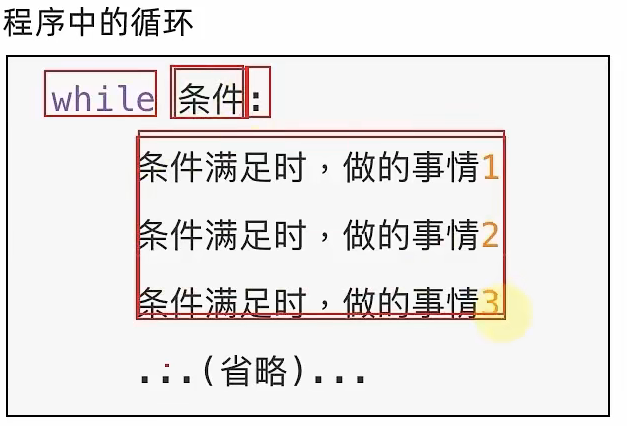 程序中的循环
while 条件:
条件满足时，做的事情1
条件满足时，做的事情2
条件满足时，做的事情3
...(省略)...